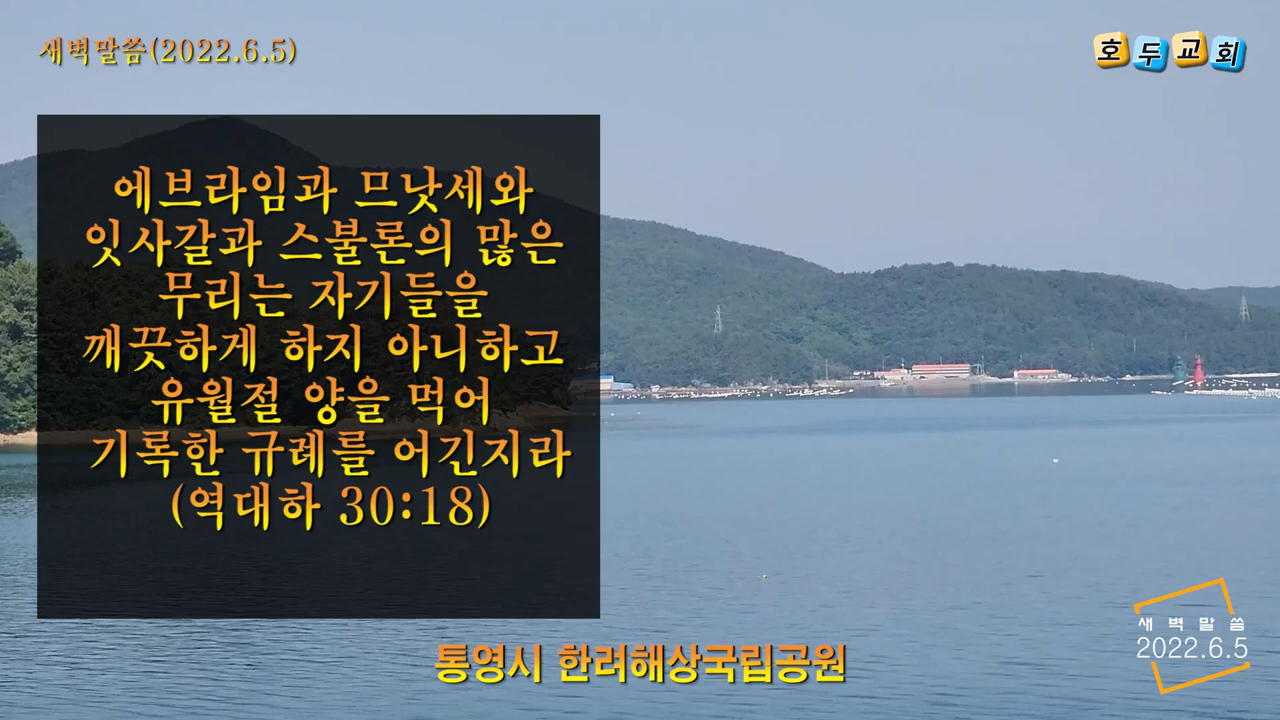 새벽말씀(2022.6.5)
호두교회
에브라임과 므낫세와
잇사갈과 스불론의 많은
무리는 자기들을
깨끗하게 하지 아니하고
유월절 양을 먹어
기록한 규례를 어긴지라
(역대하 30:18)
통영시 한려해상국립공원
새벽말씀
2022.6.5